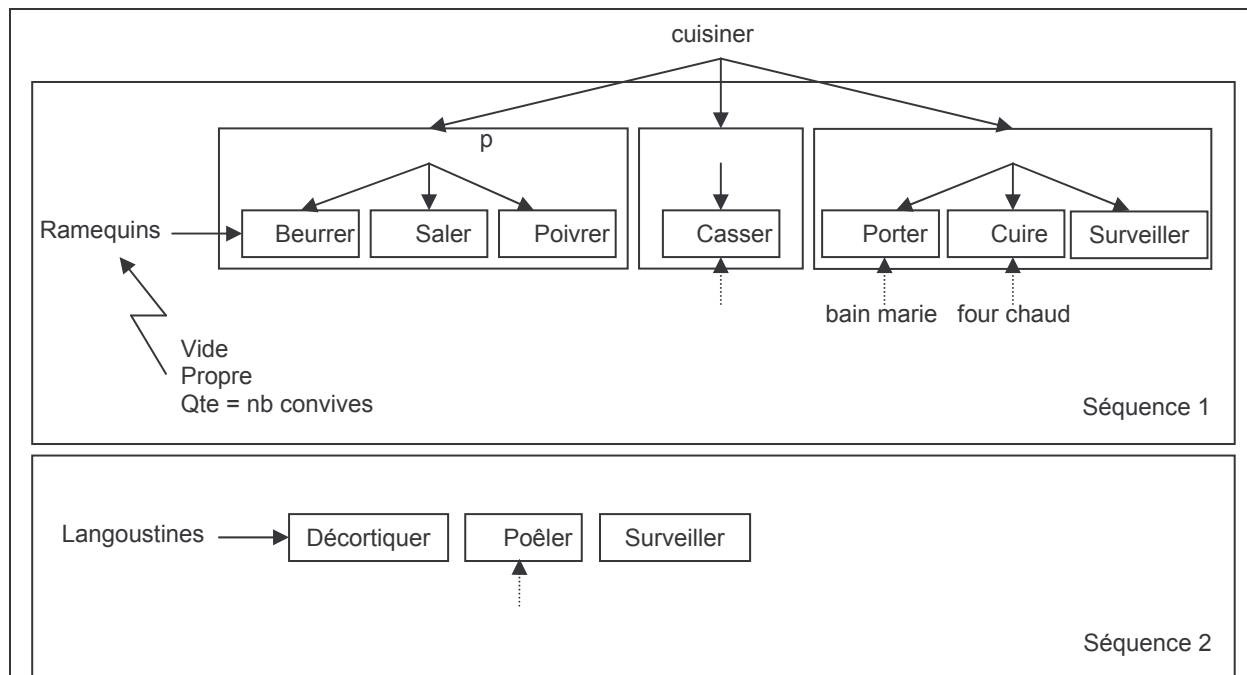 cuisiner
p
Ramequins
Beurrer
Saler
Poivrer
Casser
Porter
Cuire
Surveiller
bain marie
four chaud
Vide
Propre
Qte = nb convives
Séquence 1
Langoustines
Décortiquer
Poêler
Surveiller
Séquence 2